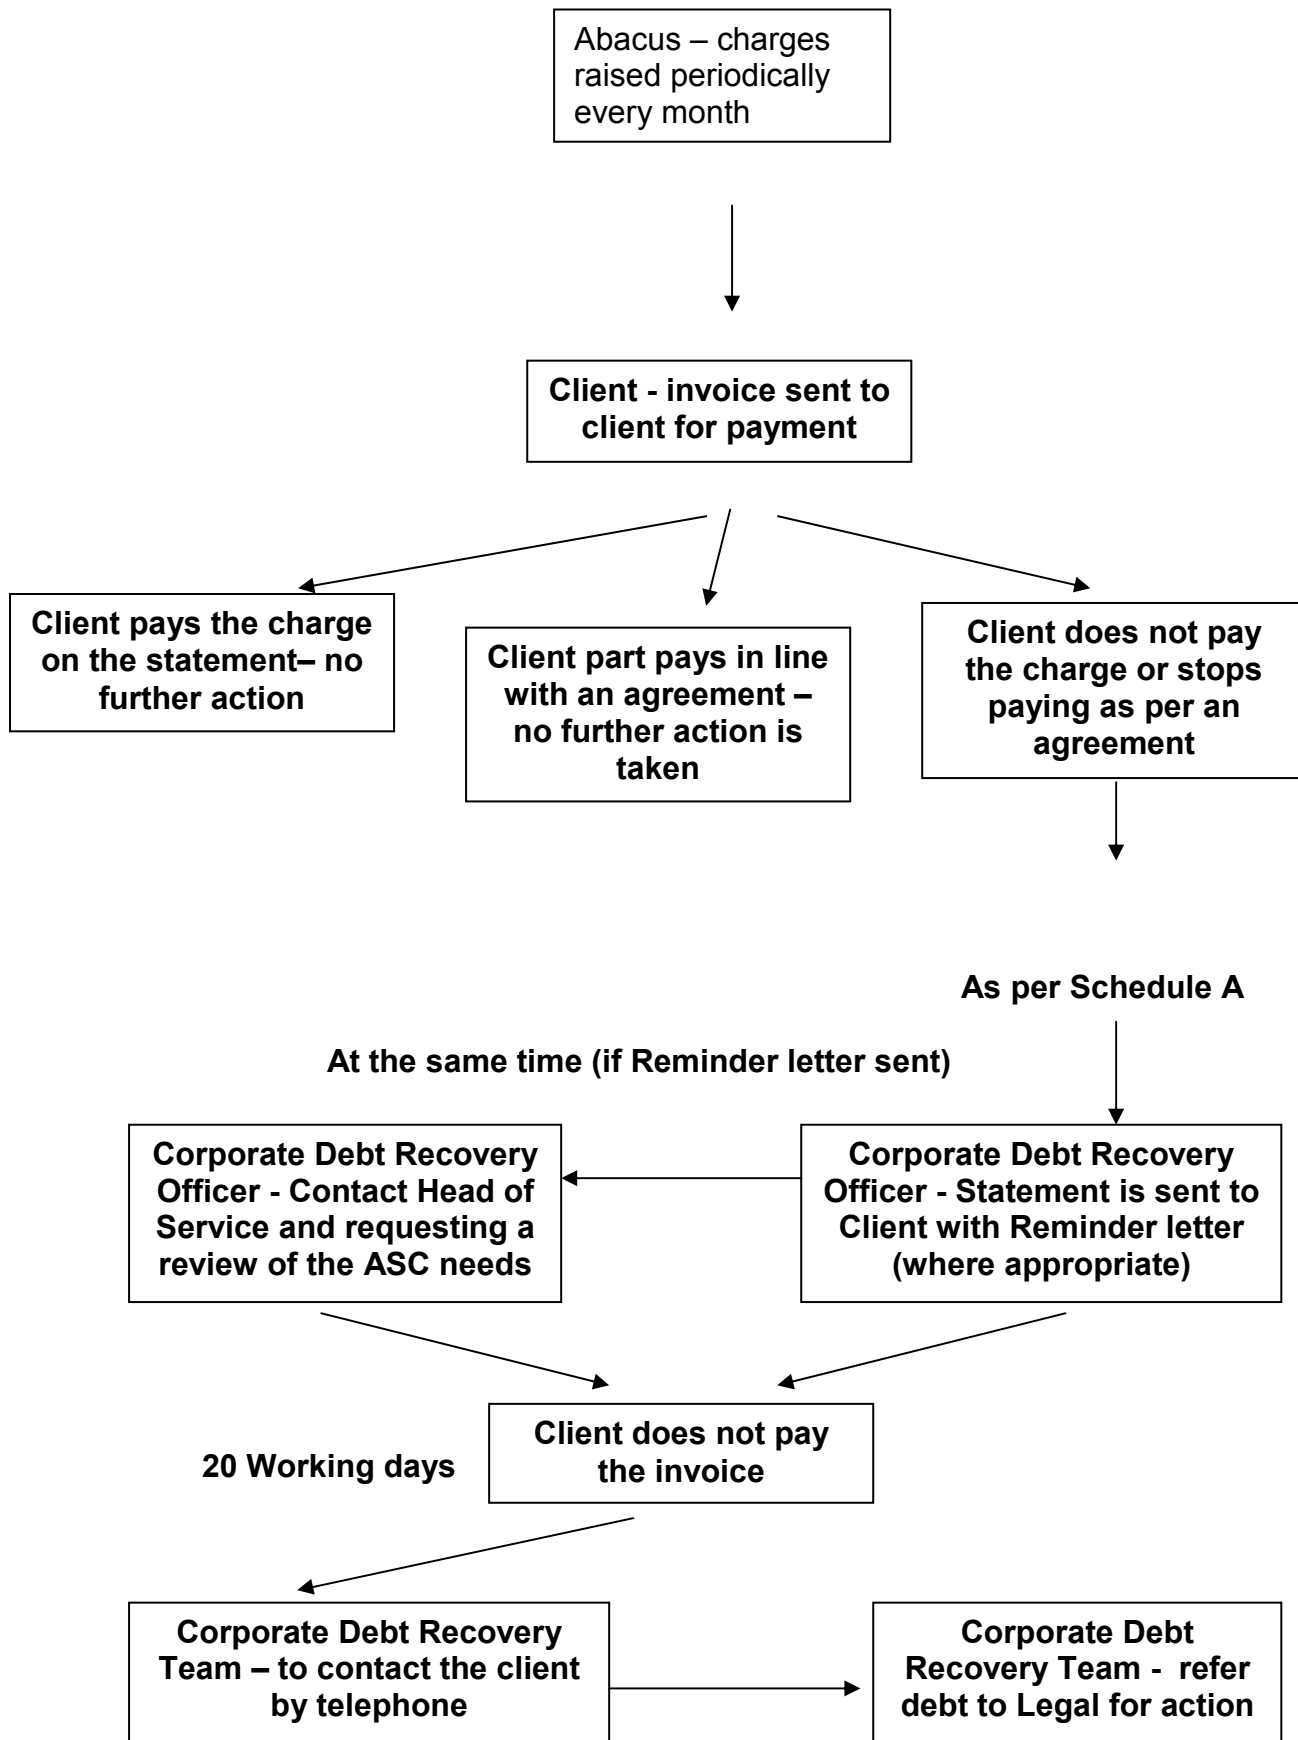 Abacus – charges
raised periodically
every month
Client - invoice sent to
client for payment
Client pays the charge
on the statement– no
further action
Client part pays in line
with an agreement –
no further action is
taken
Client does not pay
the charge or stops
paying as per an
agreement
As per Schedule A
At the same time (if Reminder letter sent)
Corporate Debt Recovery
Officer - Contact Head of
Service and requesting a
review of the ASC needs
Corporate Debt Recovery
Officer - Statement is sent to
Client with Reminder letter
(where appropriate)
Client does not pay
the invoice
20 Working days
Corporate Debt Recovery
Team – to contact the client
by telephone
Corporate Debt
Recovery Team -  refer
debt to Legal for action